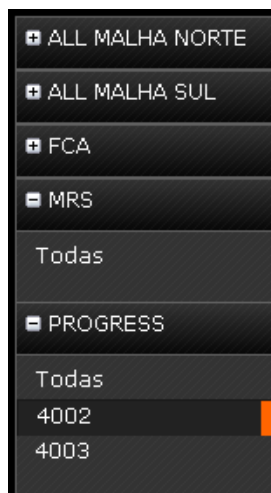 ALL MALHA NORTE
ALL MALHA SUL
FCA
MRS
Todas
PROGRESS
Todas
4002
4003